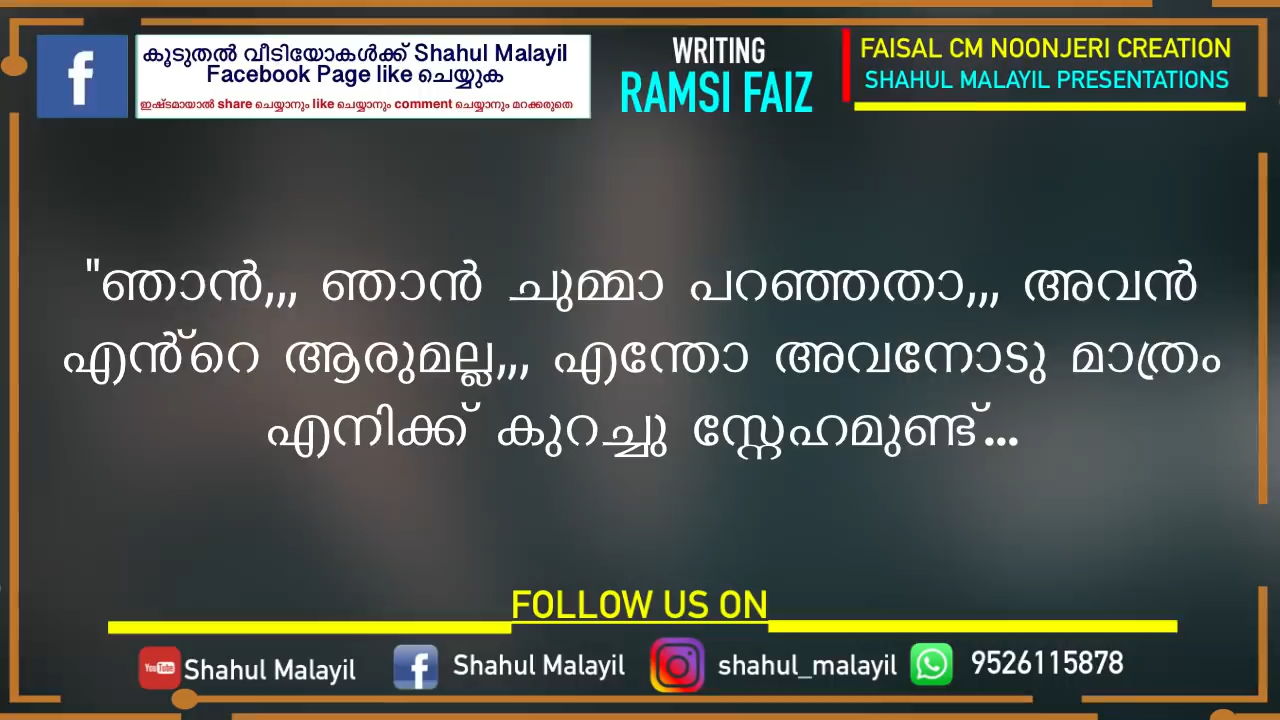 കൂടുതൽ വീടിയോകൾക്ക് Shahul Malayil
Facebook Page like ചെയ്യുക
ഇഷ്ടമായാൽ share ചെയ്യാനും like ചെയ്യാനും comment ചെയ്യാനും മറക്കരുതെ
WRITING
RAMSI FAIZ
FAISAL CM NOONJERI CREATION
SHAHUL MALAYIL PRESENTATIONS
"ഞാൻ,,, ഞാൻ ചുമ്മാ പറഞ്ഞതാ,,, അവൻ
എൻ്റെ ആരുമല്ല,,, എന്തോ അവനോടു മാത്രം
എനിക്ക് കുറച്ചു സ്നേഹമുണ്ട്...
FOLLOW US ON
YouTube Shahul Malayil
Shahul Malayil
shahul_malayil
9526115878